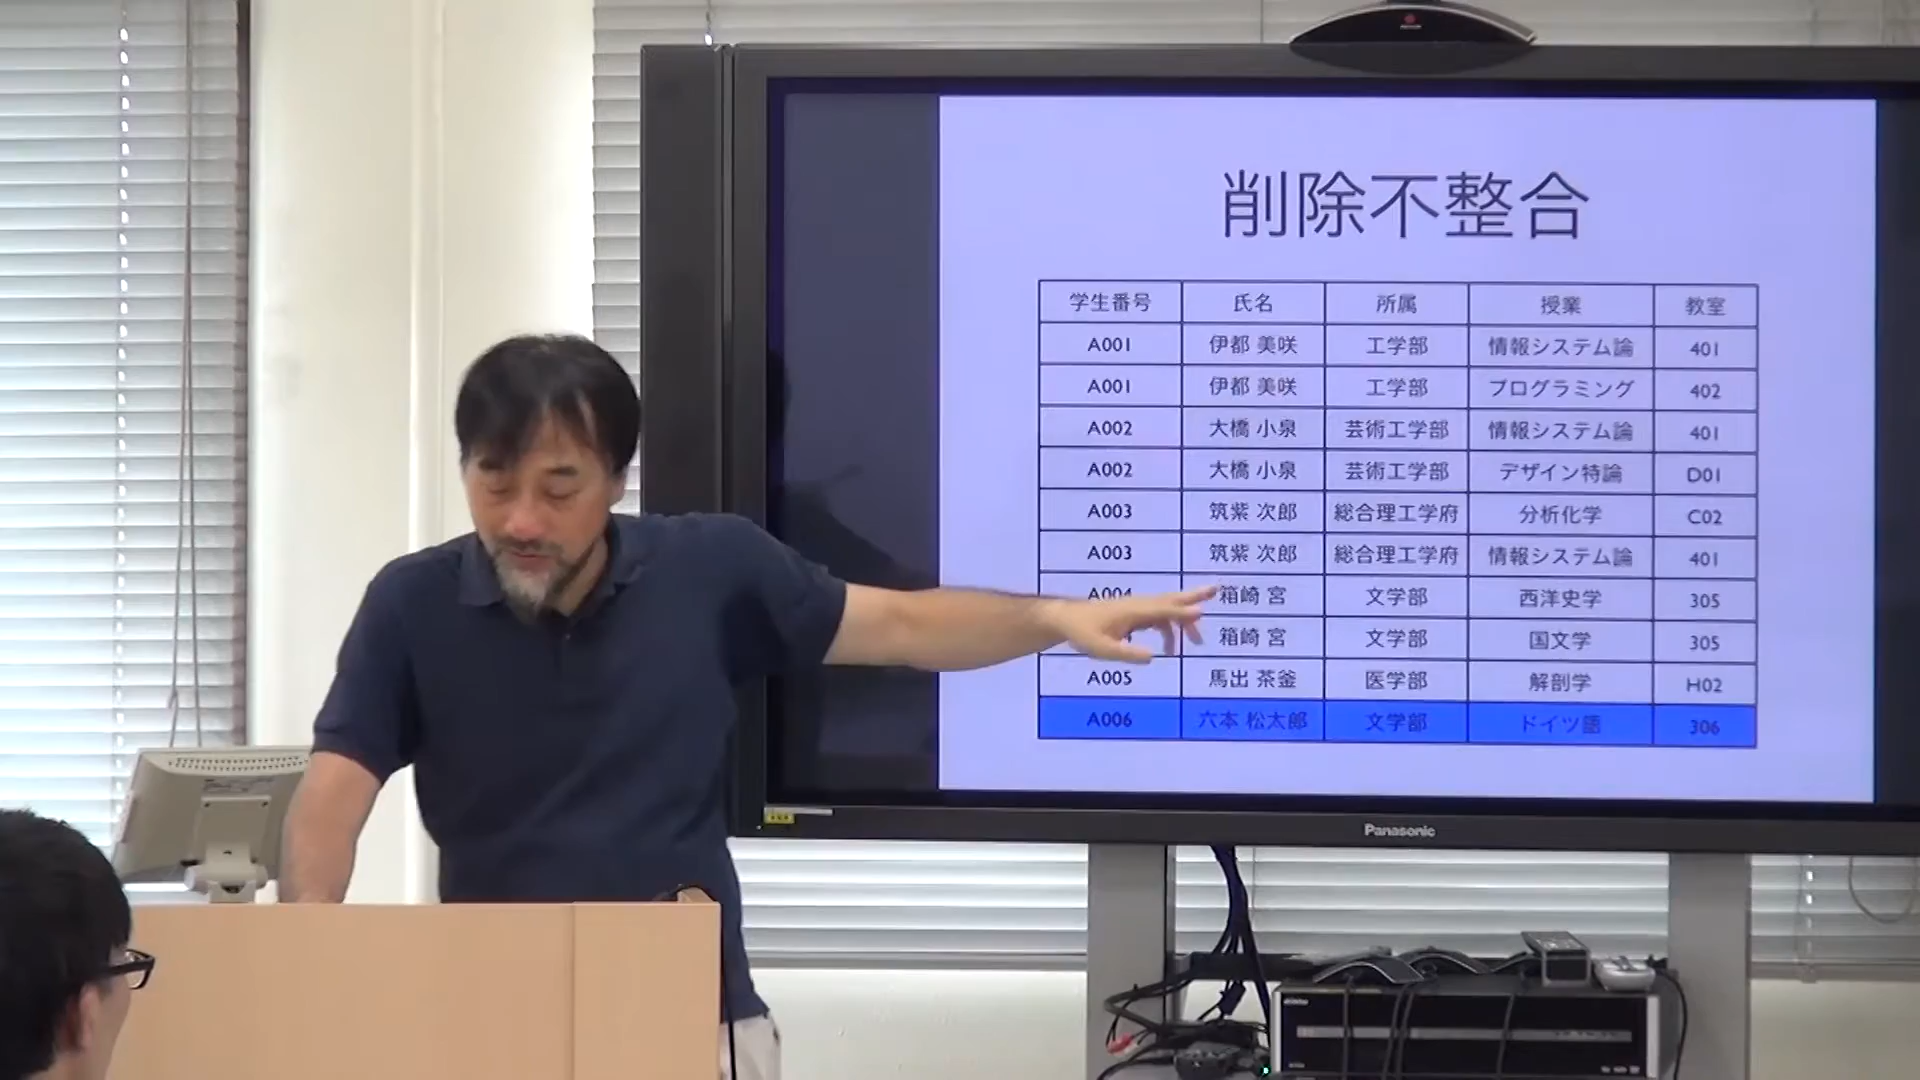 削除不整合
学生番号 氏名 所属 授業 教室
A001 伊都 美咲 工学部 情報システム論 401
A001 伊都 美咲 工学部 プログラミング 402
A002 大橋 小泉 芸術工学部 情報システム論 401
A002 大橋 小泉 芸術工学部 デザイン特論 D01
A003 筑紫 次郎 総合理工学府 分析化学 C02
A003 筑紫 次郎 総合理工学府 情報システム論 401
A004 箱崎 宮 文学部 西洋史学 305
箱崎 宮 文学部 国文学 305
A005 馬出 茶釜 医学部 解剖学 H02
A006 六本 松太郎 文学部 ドイツ語 306
Panasonic